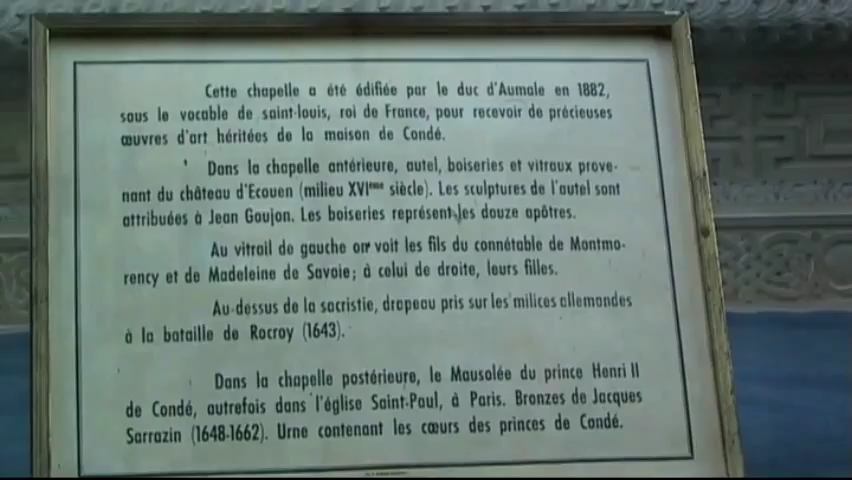 Cette chapelle a été édifiée par le duc d'Aumale en 1882,
sous le vocable de saint-louis, roi de France, pour recevoir de précieuses
œuvres d'art héritées de la maison de Condé.
Dans la chapelle antérieure, autel, boiseries et vitraux prove-
nant du château d'Ecouen (milieu XVIème siècle). Les sculptures de l'autel sont
attribuées à Jean Goujon. Les boiseries représent les douze apôtres.
Au vitrail de gauche on voit les fils du connétable de Montmo-
rency et de Madeleine de Savoie; à celui de droite, leurs filles.
Au-dessus de la sacristie, drapeau pris sur les milices allemandes
à la bataille de Rocroy (1643).
Dans la chapelle postérieure, le Mausolée du prince Henri II
de Condé, autrefois dans l'église Saint-Paul, à Paris. Bronzes de Jacques
Sarrazin (1648-1662). Urne contenant les cœurs des princes de Condé.